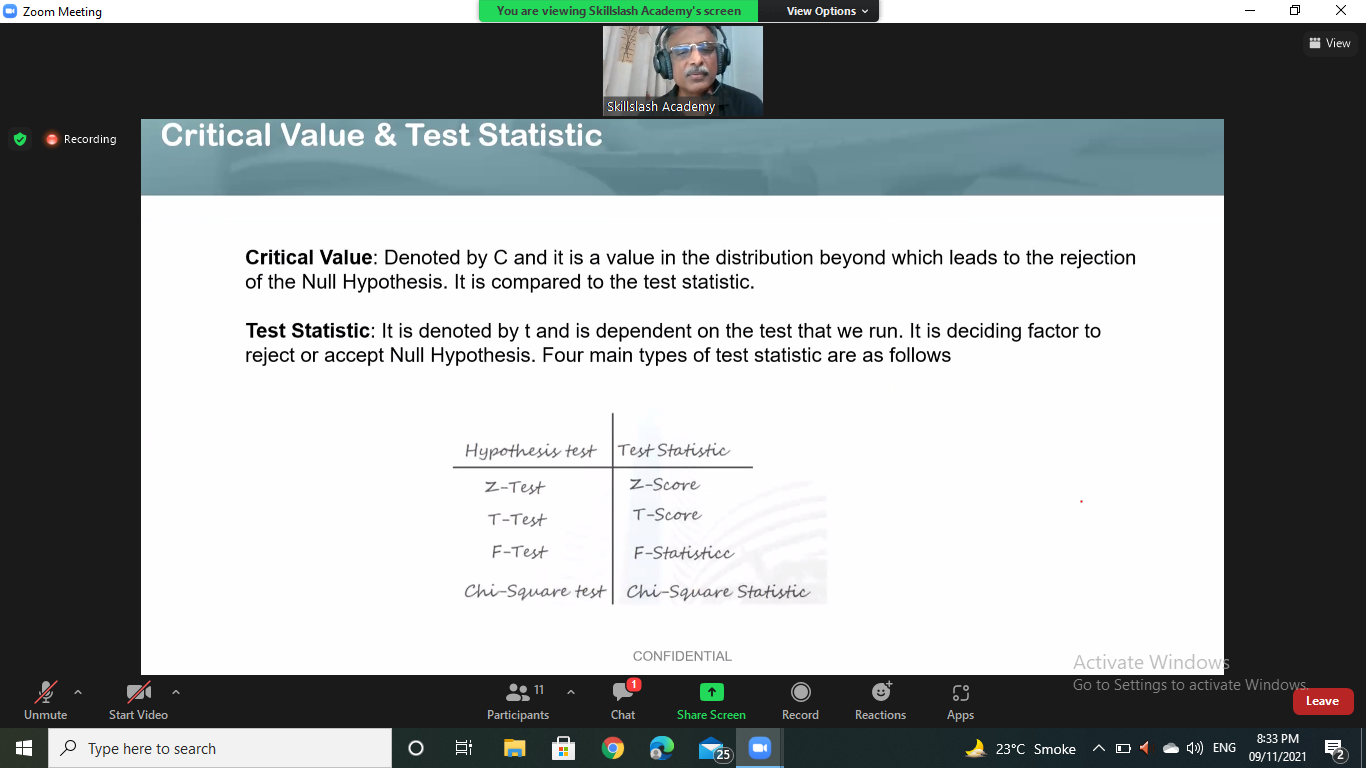 Zoom Meeting
You are viewing Skillslash Academy's screen
View Options
View
Skillslash Academy
Recording
Critical Value & Test Statistic
Critical Value: Denoted by C and it is a value in the distribution beyond which leads to the rejection
of the Null Hypothesis. It is compared to the test statistic.
Test Statistic: It is denoted by t and is dependent on the test that we run. It is deciding factor to
reject or accept Null Hypothesis. Four main types of test statistic are as follows
Hypothesis test Test Statistic
Z-Test Z-Score
T-Test T-Score
F-Test F-Statisticc
Chi-Square test Chi-Square Statistic
CONFIDENTIAL
Activate Windows
Go to Settings to activate Windows.
Unmute
Start Video
11
Participants
1
Chat
Share Screen
Record
Reactions
Apps
Leave
Type here to search
25
23°C Smoke
ENG
8:33 PM
09/11/2021
2